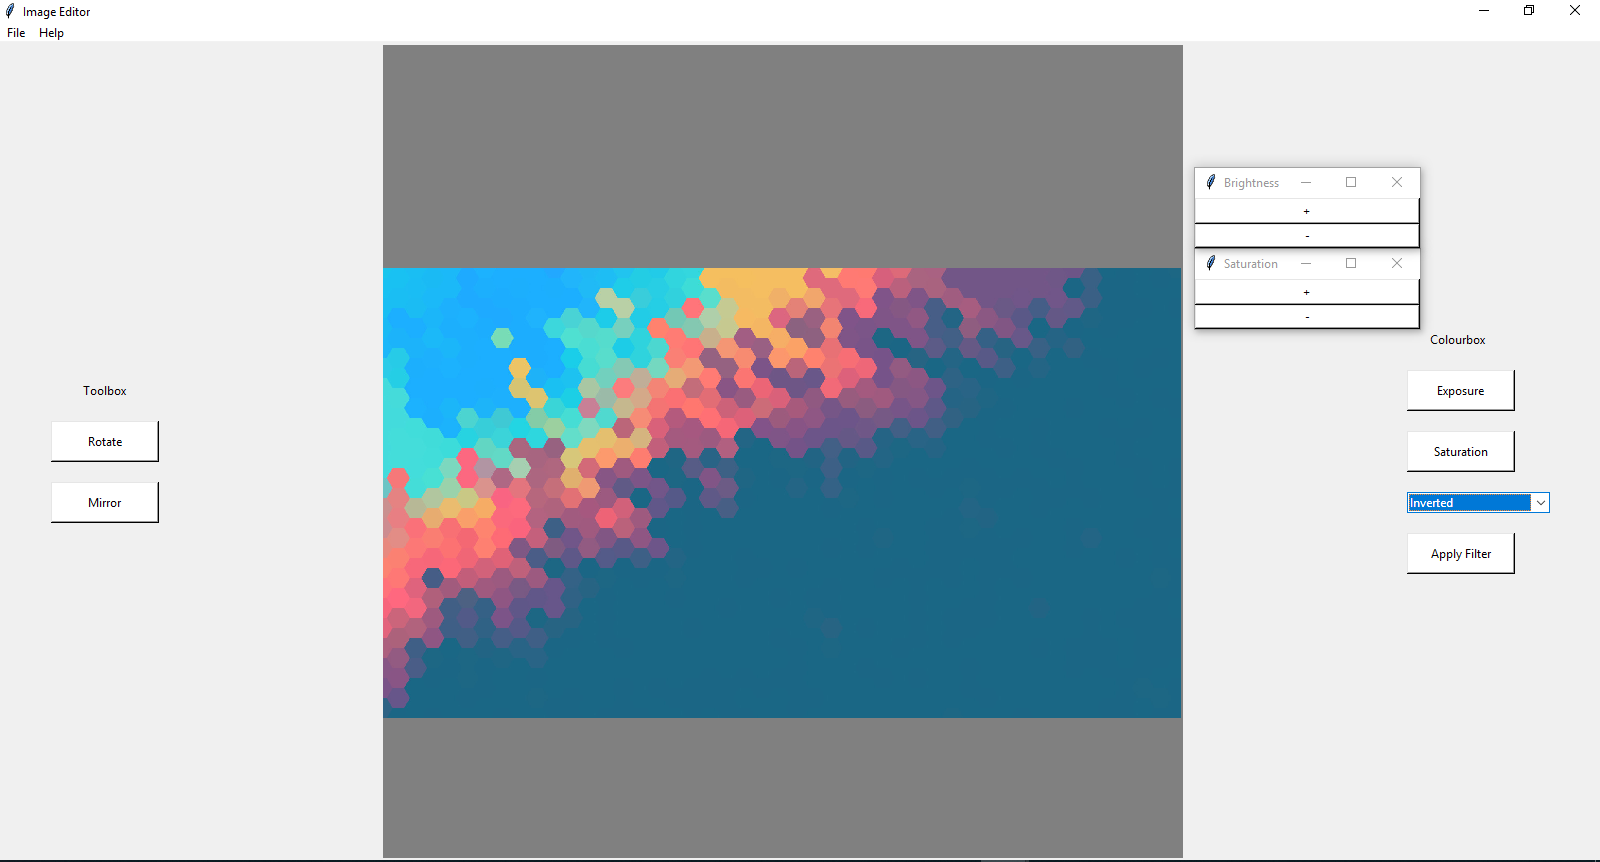 Image Editor
File Help
Brightness
+
-
Saturation
+
-
Toolbox
Rotate
Mirror
Colourbox
Exposure
Saturation
Inverted
Apply Filter